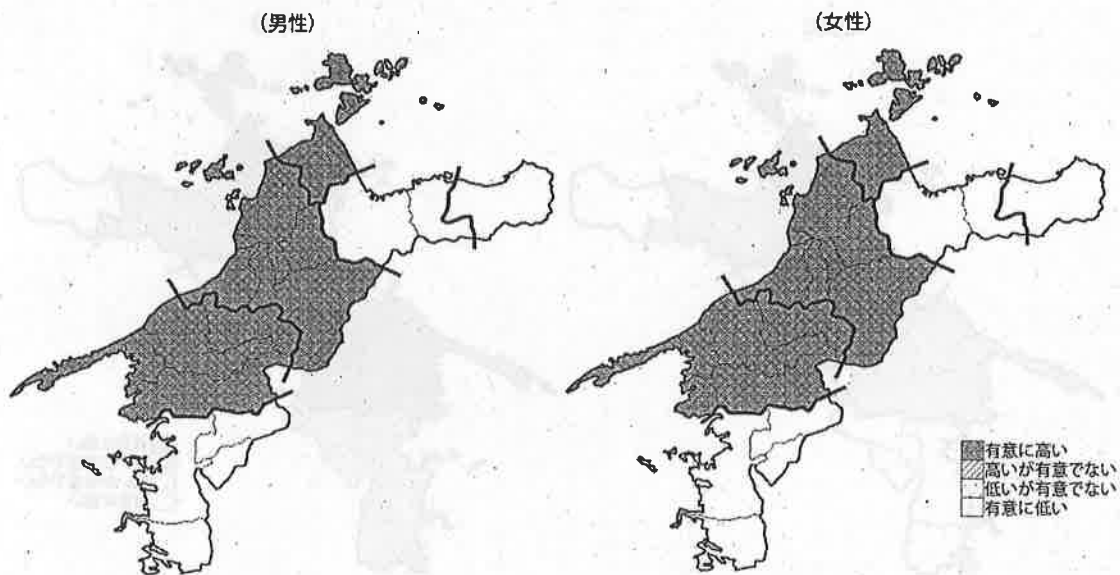 (男性)
(女性)
有意に高い
高いが有意でない
低いが有意でない
有意に低い